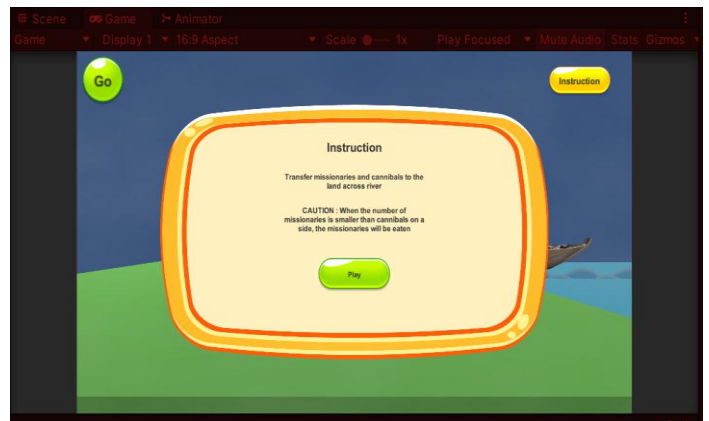 Scene Game Animator
Game Display 1 16:9 Aspect Scale 1x Play Focused Mute Audio Stats Gizmos
Go
Instruction
Instruction
Transfer missionaries and cannibals to the
land across river
CAUTION : When the number of
missionaries is smaller than cannibals on a
side, the missionaries will be eaten
Play